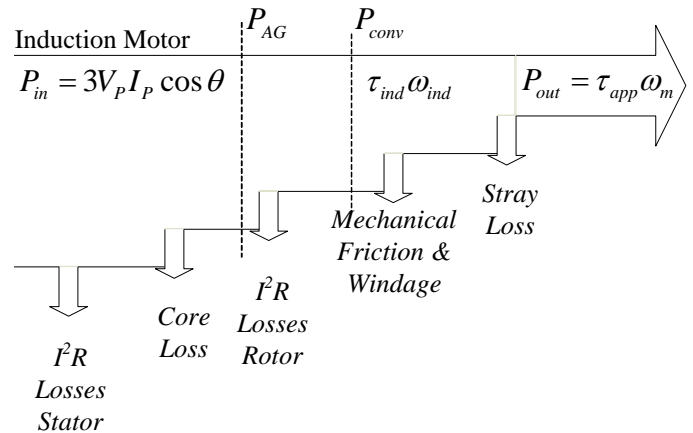 P_AG
P_conv
Induction Motor
P_in = 3V_P I_P cos θ
τ_ind ω_ind
P_out = τ_app ω_m
Mechanical
Friction &
Windage
Stray
Loss
I²R
Losses
Rotor
Core
Loss
I²R
Losses
Stator